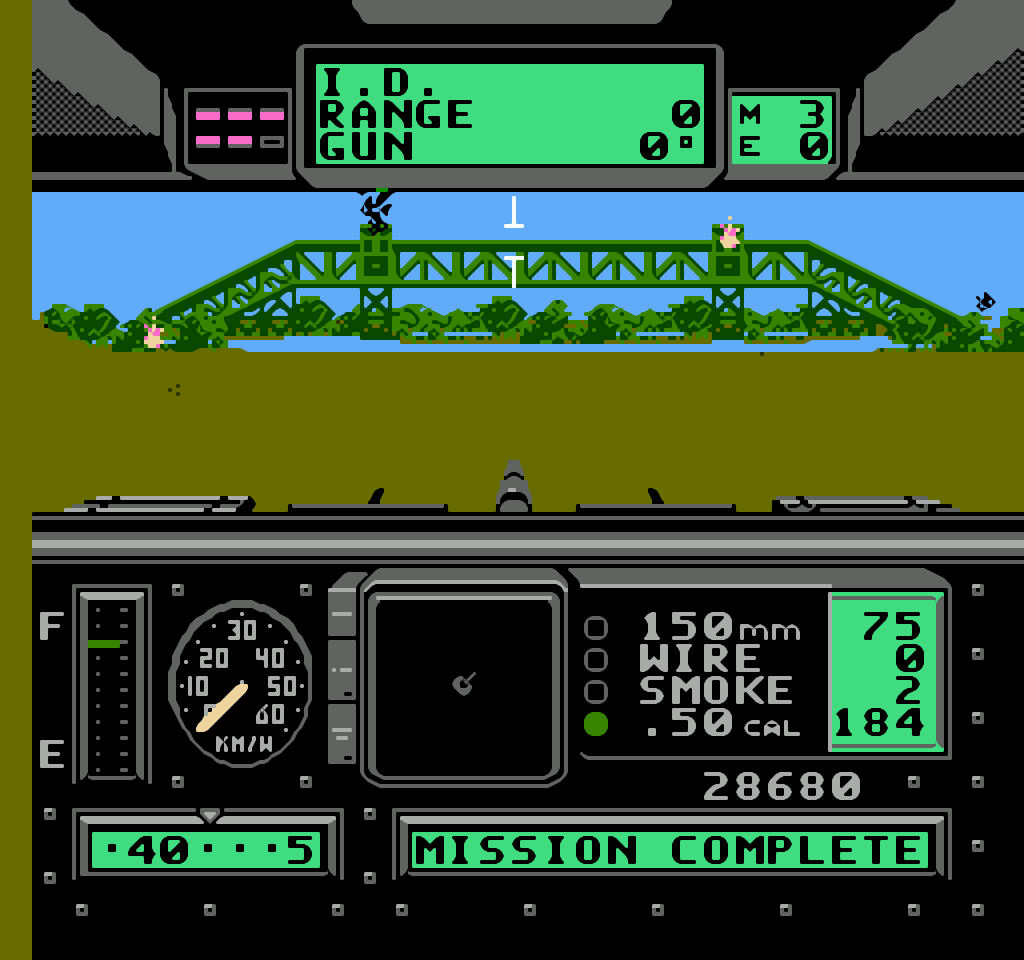 I.D.
RANGE 0
GUN 0°
M 3
E 0
F
E
30
20 40
10 50
0 60
KM/W
150mm 75
WIRE 0
SMOKE 2
.50 CAL 184
28680
·40···5
MISSION COMPLETE